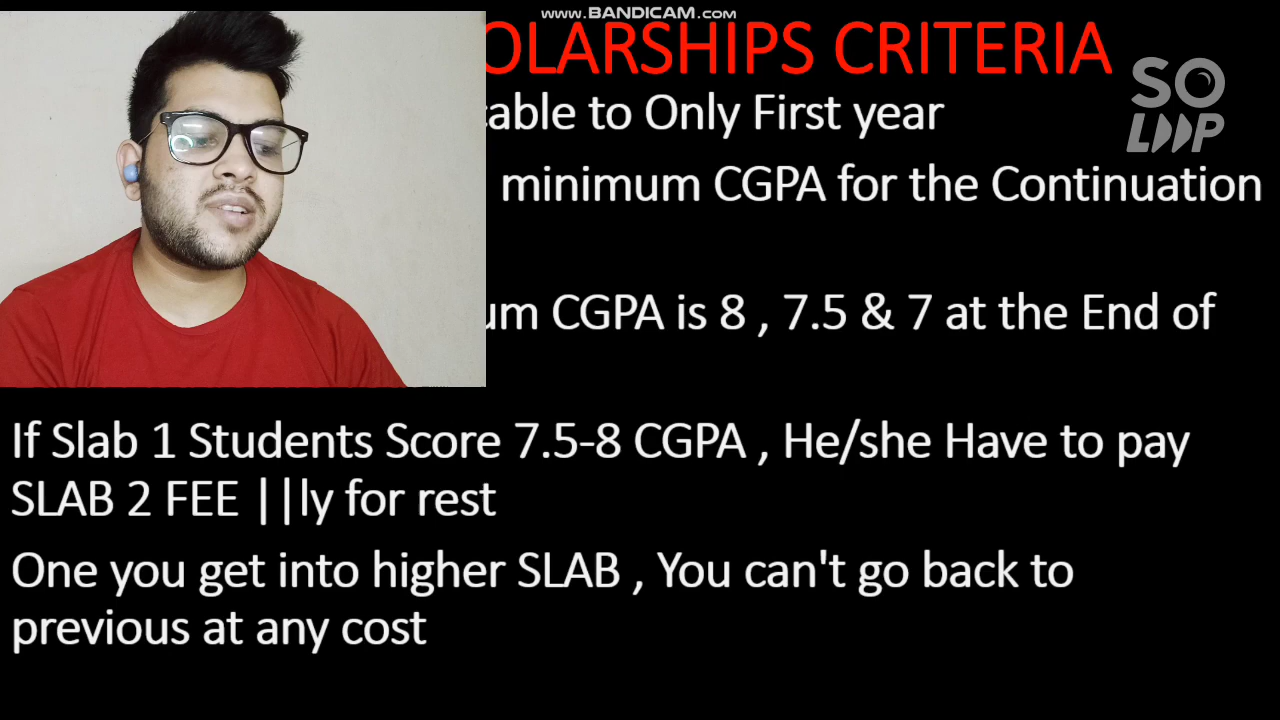 www.BANDICAM.com
OLARSHIPS CRITERIA
SO
LOOP
cable to Only First year
minimum CGPA for the Continuation
um CGPA is 8 , 7.5 & 7 at the End of
If Slab 1 Students Score 7.5-8 CGPA , He/she Have to pay
SLAB 2 FEE ||ly for rest
One you get into higher SLAB , You can't go back to
previous at any cost